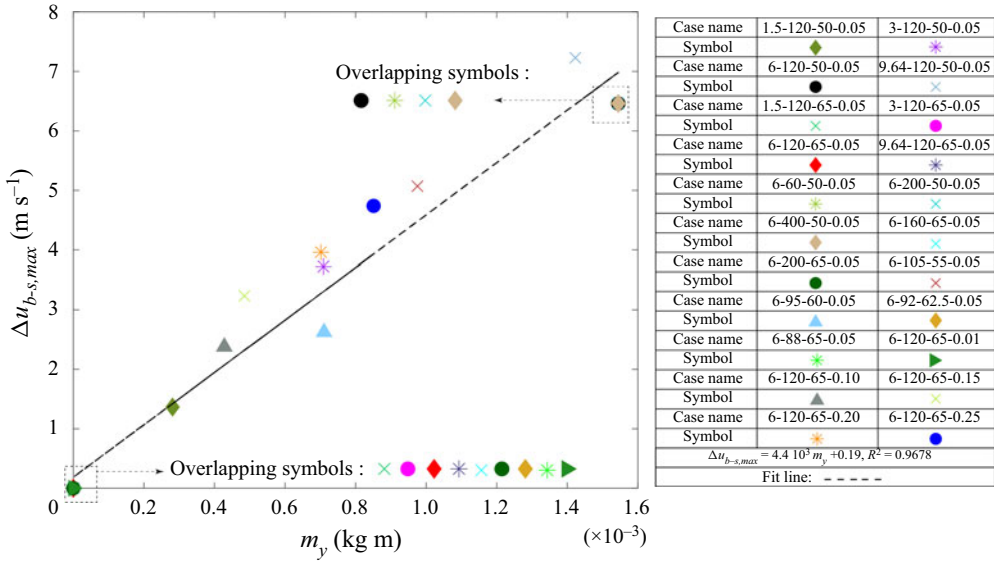 8
7
6
5
4
3
2
1
0
0.2
0.4
0.6
0.8
1.0
1.2
1.4
1.6
(×10⁻³)
m_y (kg m)
Δu_{b-s,max} (m s⁻¹)
Overlapping symbols :
Overlapping symbols :
Case name 1.5-120-50-0.05 3-120-50-0.05
Symbol
Case name 6-120-50-0.05 9.64-120-50-0.05
Symbol
Case name 1.5-120-65-0.05 3-120-65-0.05
Symbol
Case name 6-120-65-0.05 9.64-120-65-0.05
Symbol
Case name 6-60-50-0.05 6-200-50-0.05
Symbol
Case name 6-400-50-0.05 6-160-65-0.05
Symbol
Case name 6-200-65-0.05 6-105-55-0.05
Symbol
Case name 6-95-60-0.05 6-92-62.5-0.05
Symbol
Case name 6-88-65-0.05 6-120-65-0.01
Symbol
Case name 6-120-65-0.10 6-120-65-0.15
Symbol
Case name 6-120-65-0.20 6-120-65-0.25
Symbol
Δu_{b–s,max} = 4.4 10³ m_y +0.19, R² = 0.9678
Fit line: